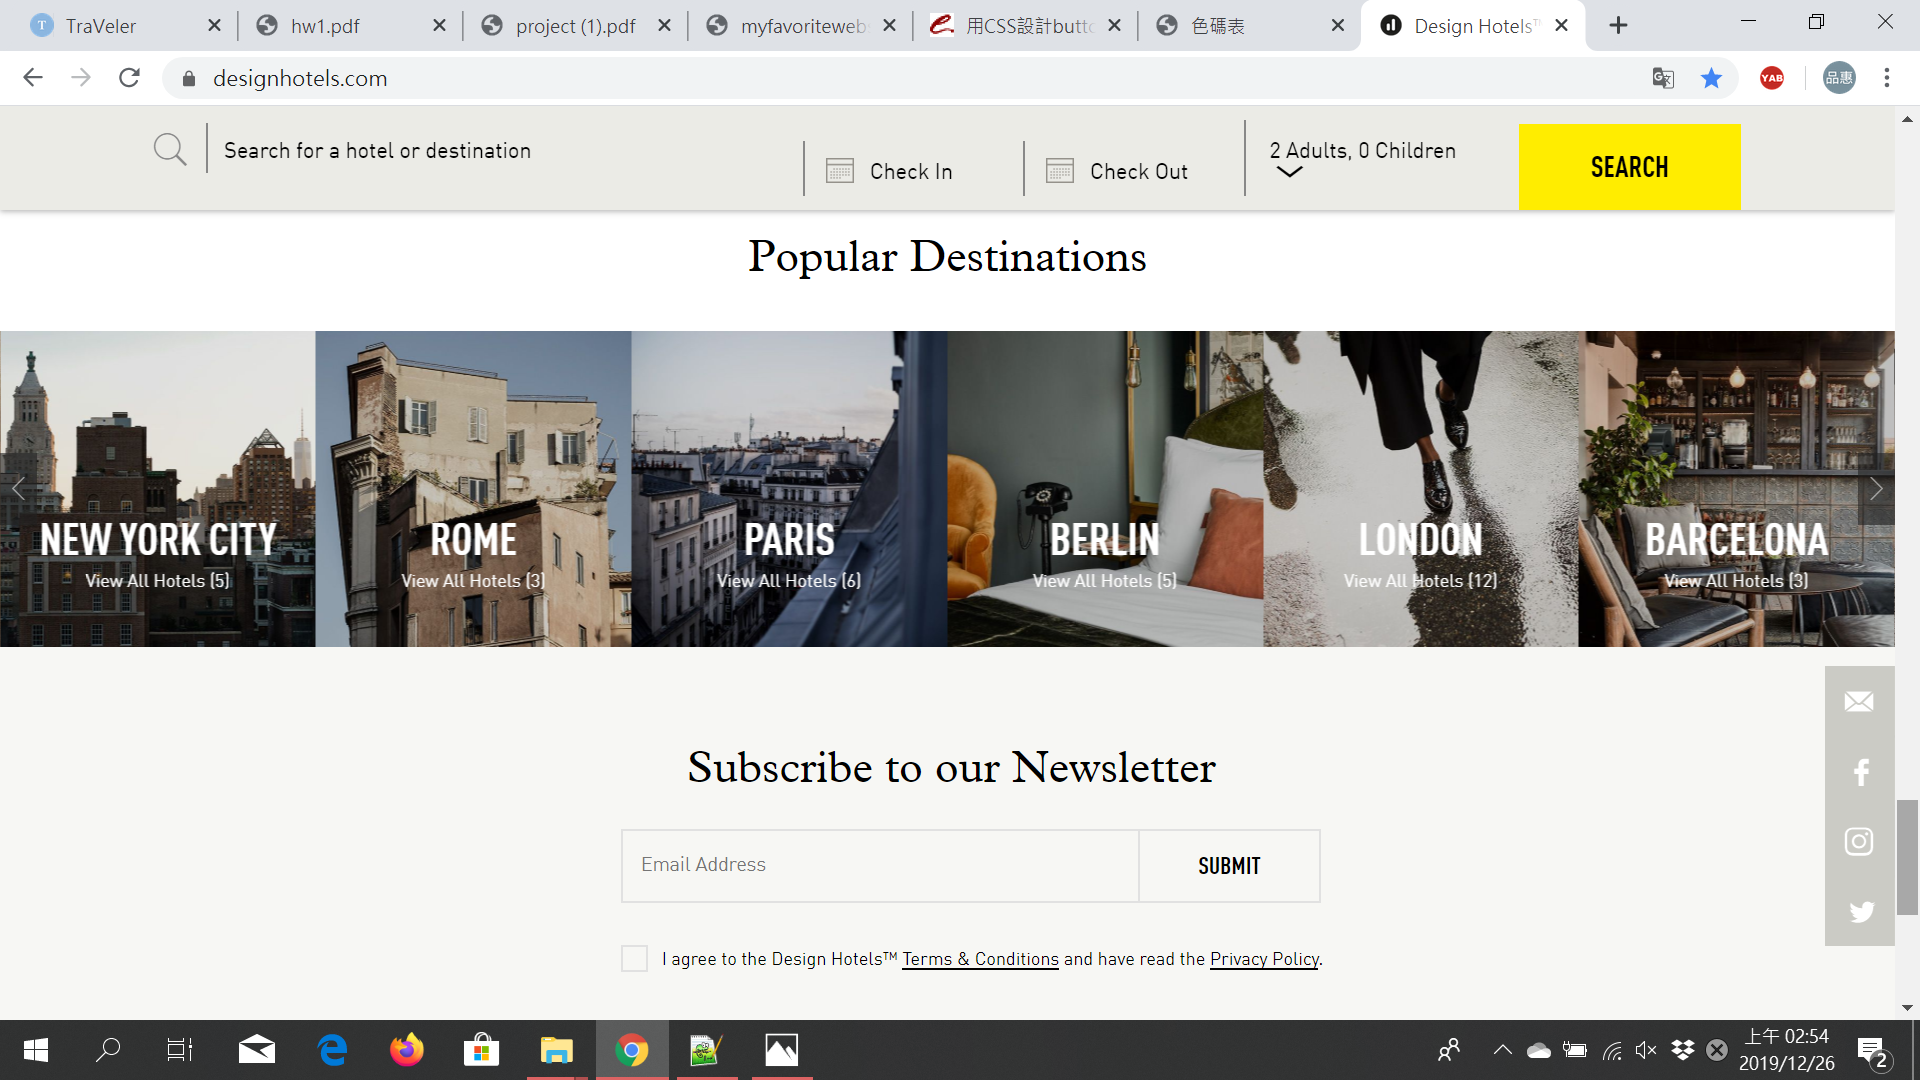 TraVeler
hw1.pdf
project (1).pdf
myfavoriteweb
用CSS設計butt
色碼表
Design Hotels™
designhotels.com
YAB
品惠
Search for a hotel or destination
Check In
Check Out
2 Adults, 0 Children
SEARCH
Popular Destinations
NEW YORK CITY
View All Hotels (5)
ROME
View All Hotels (3)
PARIS
View All Hotels (6)
BERLIN
View All Hotels (5)
LONDON
View All Hotels (12)
BARCELONA
View All Hotels (3)
Subscribe to our Newsletter
Email Address
SUBMIT
I agree to the Design Hotels™ Terms & Conditions and have read the Privacy Policy.
上午 02:54
2019/12/26
2